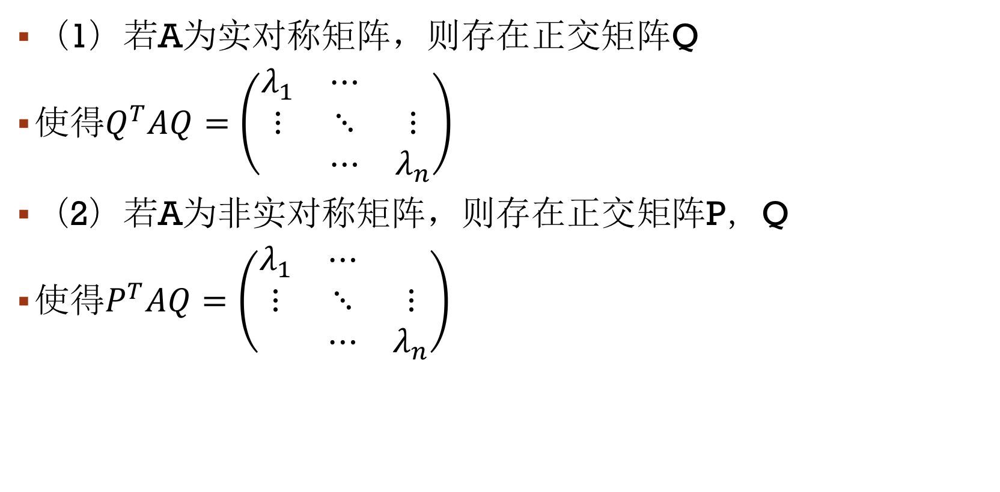 ▪ （1）若A为实对称矩阵，则存在正交矩阵Q
▪ 使得$Q^TAQ = \begin{pmatrix} \lambda_1 & \cdots & \\ \vdots & \ddots & \vdots \\ & \cdots & \lambda_n \end{pmatrix}$
▪ （2）若A为非实对称矩阵，则存在正交矩阵P，Q
▪ 使得$P^TAQ = \begin{pmatrix} \lambda_1 & \cdots & \\ \vdots & \ddots & \vdots \\ & \cdots & \lambda_n \end{pmatrix}$